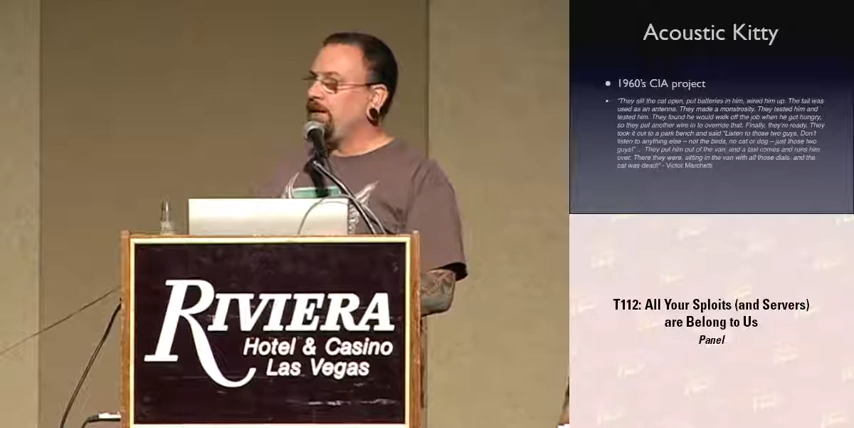 Acoustic Kitty
1960's CIA project
"They slit the cat open, put batteries in him, wired him up. The tail was
used as an antenna. They made a monstrosity. They tested him and
tested him. They found he would walk off the job when he got hungry,
so they put another wire in to override that. Finally, they're ready. They
took it out to a park bench and said "Listen to those two guys. Don't
listen to anything else – not the birds, no cat or dog – just those two
guys!" ... They put him out of the van, and a taxi comes and runs him
over. There they were, sitting in the van with all those dials, and the
cat was dead!" - Victor Marchetti
T112: All Your Sploits (and Servers)
are Belong to Us
Panel
RIVIERA
Hotel & Casino
Las Vegas